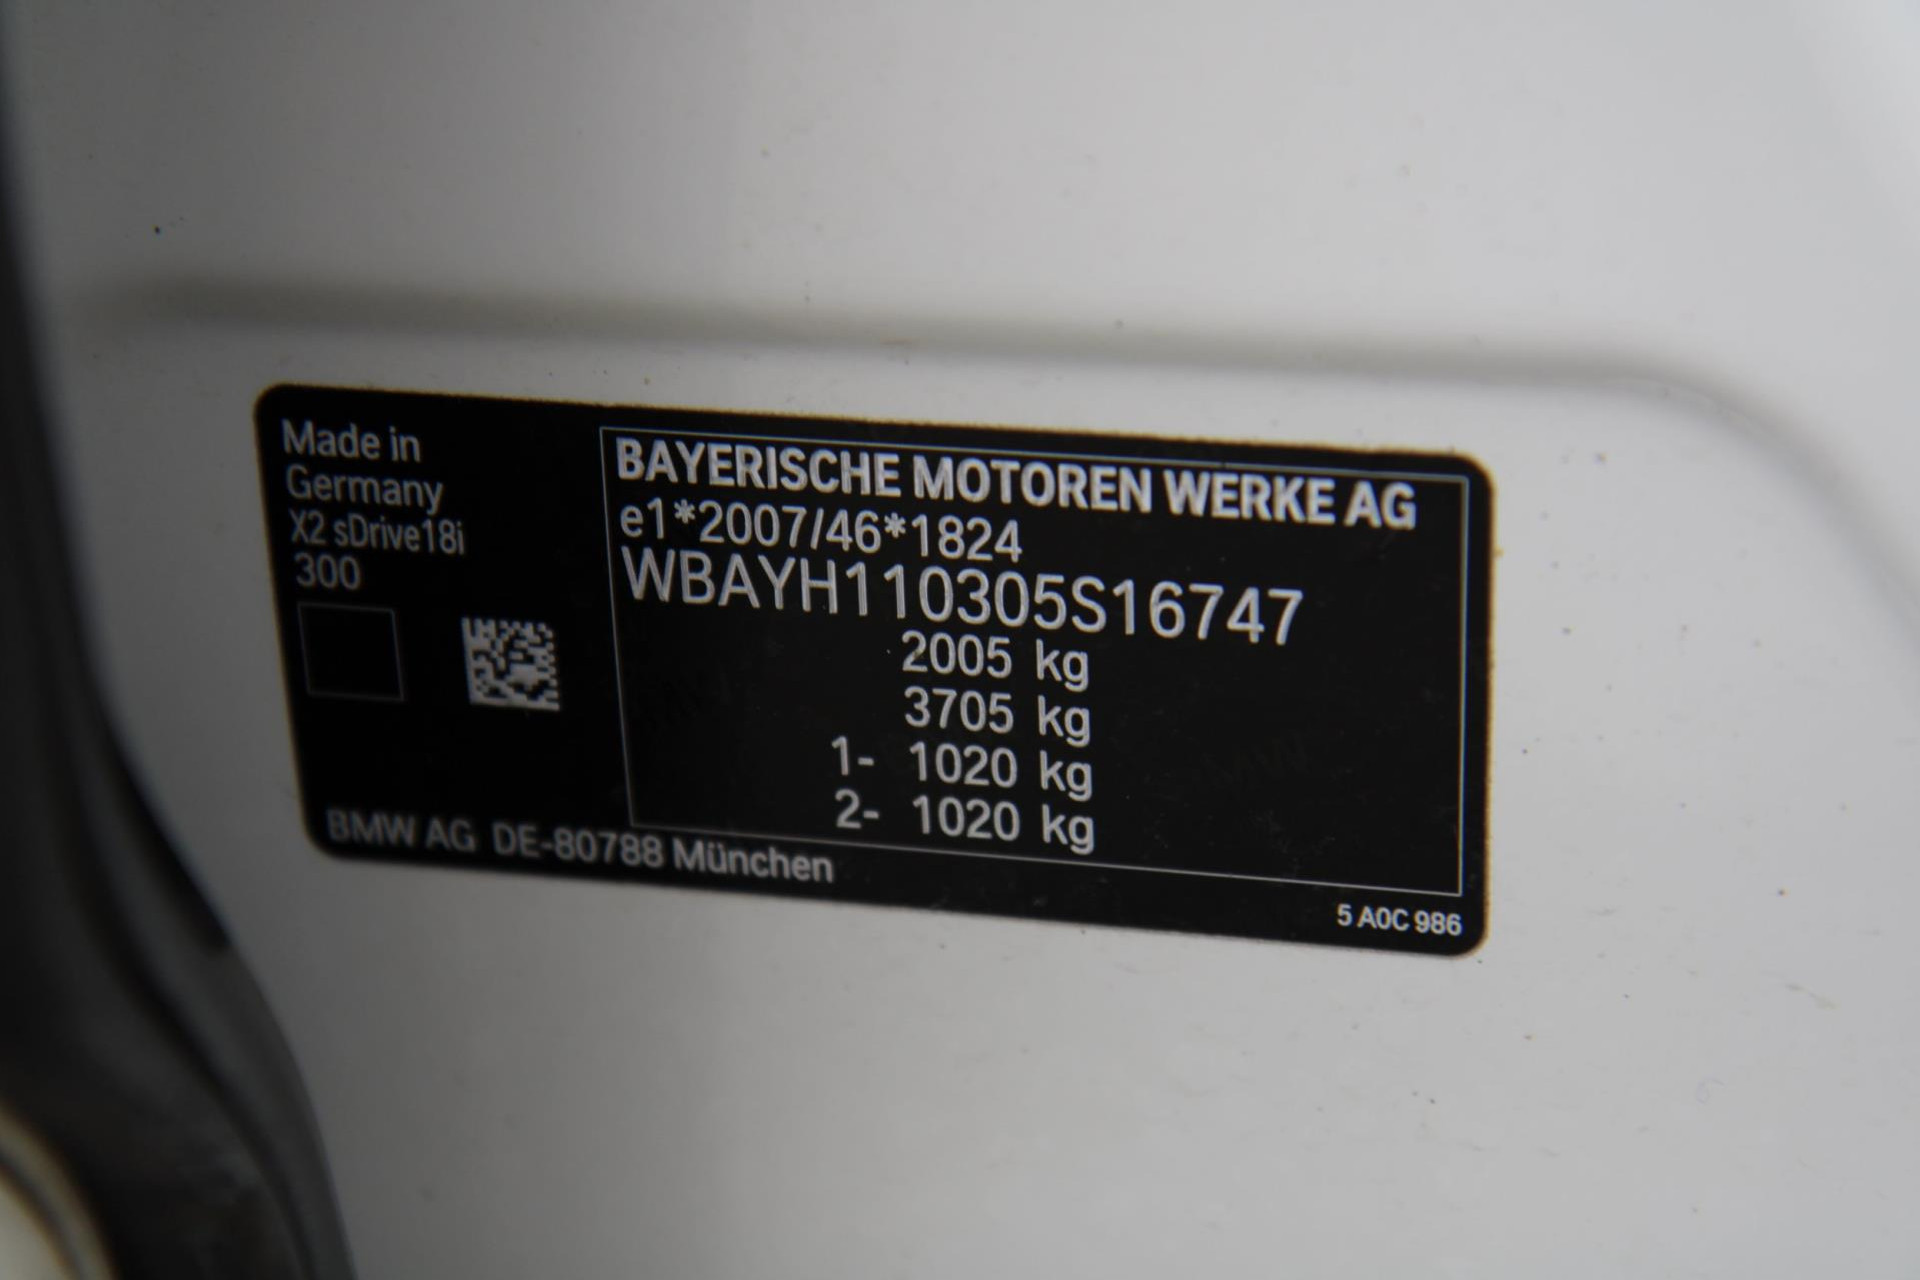 Made in
Germany
X2 sDrive18i
300
BAYERISCHE MOTOREN WERKE AG
e1*2007/46*1824
WBAYH110305S16747
2005 kg
3705 kg
1- 1020 kg
2- 1020 kg
BMW AG DE-80788 München
5 A0C 986